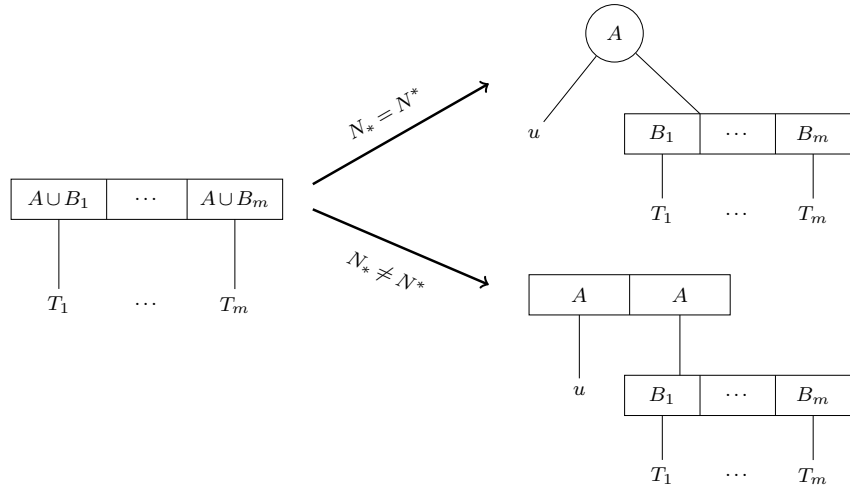 A
N_* = N^*
u
B_1 ⋯ B_m
A ∪ B_1 ⋯ A ∪ B_m
T_1 ⋯ T_m
N_* ≠ N^*
A A
T_1 ⋯ T_m
u
B_1 ⋯ B_m
T_1 ⋯ T_m